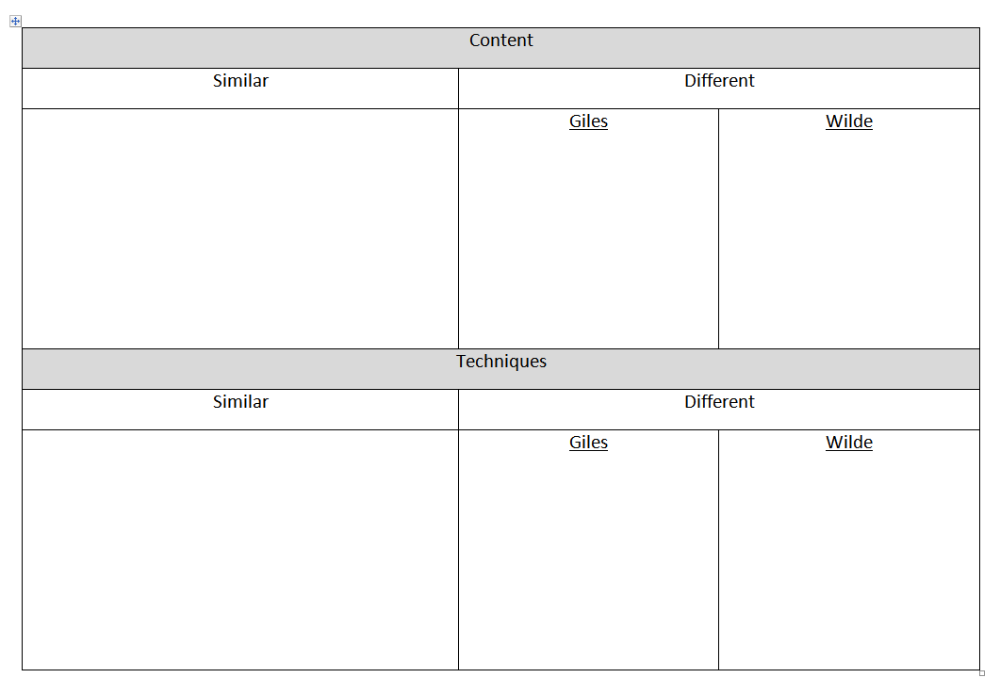 Content
Similar Different
Giles Wilde
Techniques
Similar Different
Giles Wilde